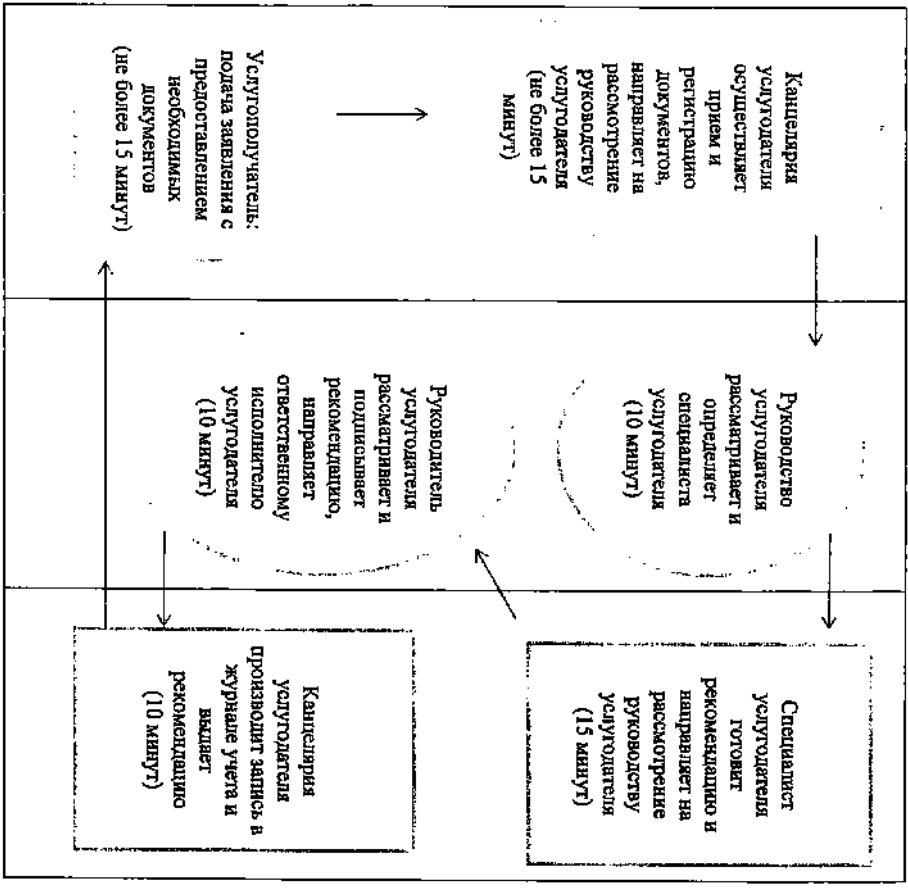 Услугополучатель:
подача заявления с
предоставлением
необходимых
документов
(не более 15 минут)
Канцелярия
услугодателя
осуществляет
прием и
регистрацию
документов,
направляет на
рассмотрение
руководству
услугодателя
(не более 15
минут)
Руководство
услугодателя
рассматривает и
определяет
специалиста
услугодателя
(10 минут)
Специалист
услугодателя
готовит
рекомендацию и
направляет на
рассмотрение
руководству
услугодателя
(15 минут)
Руководитель
услугодателя
рассматривает и
подписывает
рекомендацию,
направляет
ответственному
исполнителю
услугодателя
(10 минут)
Канцелярия
услугодателя
производит запись в
журнале учета и
выдает
рекомендацию
(10 минут)